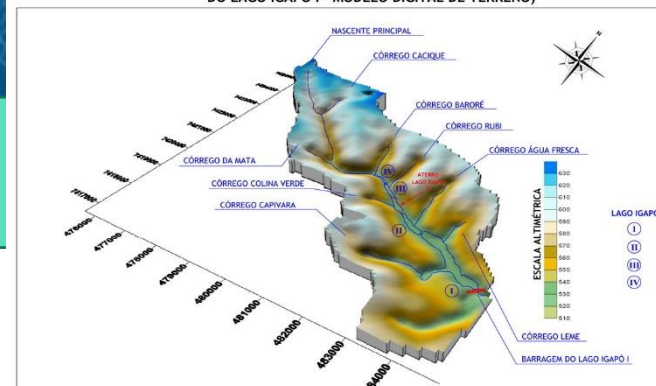 DO LAGO IGAPÓ I - MODELO DIGITAL DE TERRENO)
NASCENTE PRINCIPAL
CÓRREGO CACIQUE
N
CÓRREGO BARORÉ
CÓRREGO RUBI
CÓRREGO ÁGUA FRESCA
CÓRREGO DA MATA
IV
III
ATERRO
LAGO IGAPÓ
CÓRREGO COLINA VERDE
CÓRREGO CAPIVARA
II
I
476000
477000
478000
479000
480000
481000
482000
483000
484000
ESCALA ALTIMÉTRICA
630
620
610
600
590
580
570
560
550
540
530
520
510
LAGO IGAPÓ
I
II
III
IV
CÓRREGO LEME
BARRAGEM DO LAGO IGAPÓ I